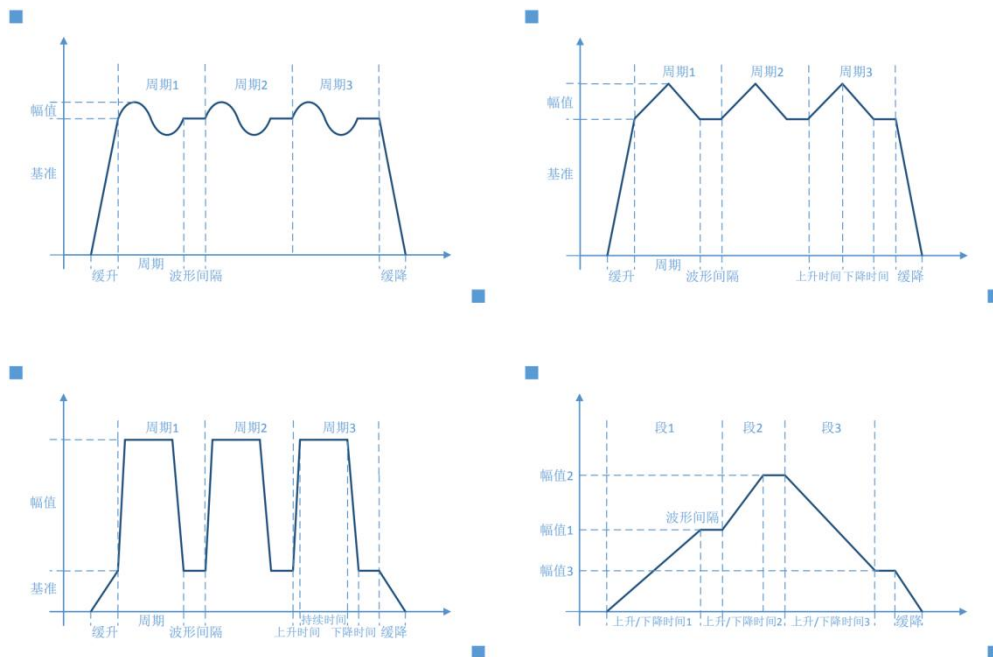 周期1 周期2 周期3
幅值
基准
周期
缓升 波形间隔 缓降
周期1 周期2 周期3
幅值
基准
周期
缓升 波形间隔 上升时间 下降时间 缓降
周期1 周期2 周期3
幅值
基准
周期 持续时间
缓升 波形间隔 上升时间 下降时间 缓降
段1 段2 段3
幅值2
波形间隔
幅值1
幅值3
上升/下降时间1 上升/下降时间2 上升/下降时间3 缓降